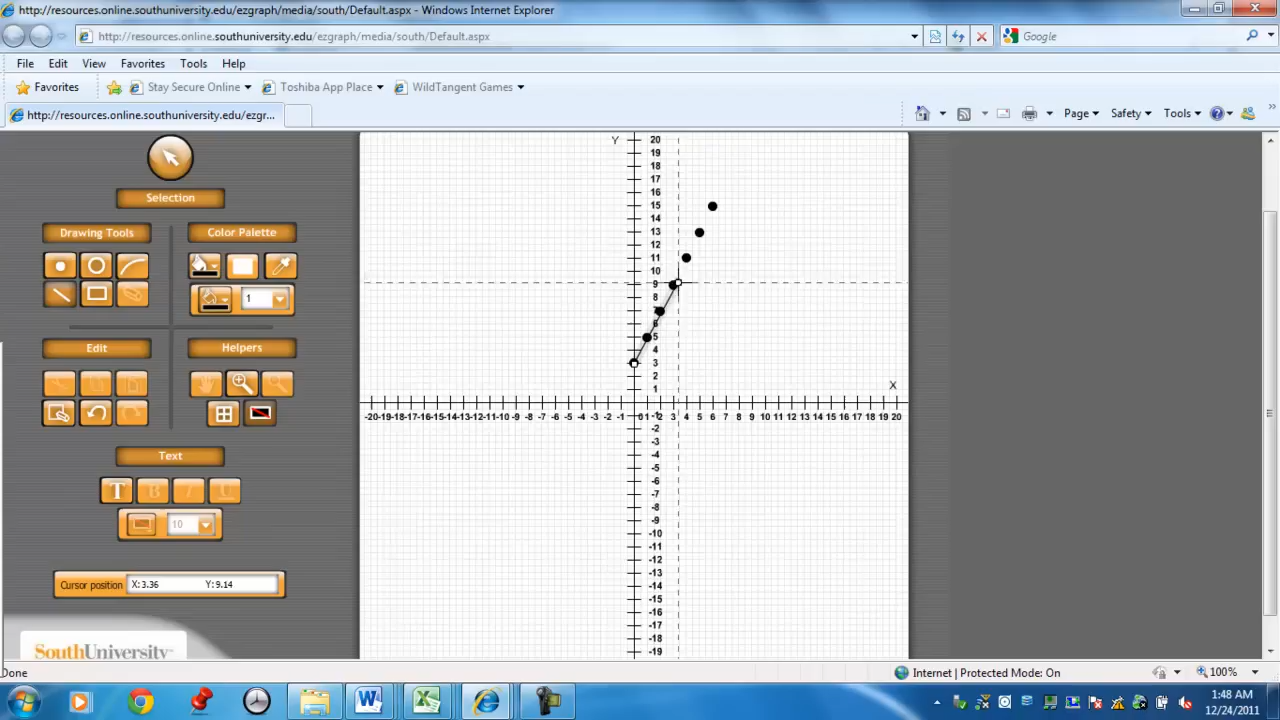 http://resources.online.southuniversity.edu/ezgraph/media/south/Default.aspx - Windows Internet Explorer
http://resources.online.southuniversity.edu/ezgraph/media/south/Default.aspx
Google
File Edit View Favorites Tools Help
Favorites Stay Secure Online Toshiba App Place WildTangent Games
http://resources.online.southuniversity.edu/ezgr...
Page Safety Tools
Selection
Drawing Tools
Color Palette
1
Edit
Helpers
Text
T B I U
10
Cursor position X:3.36 Y:9.14
SouthUniversity
Y
20
19
18
17
16
15
14
13
12
11
10
9
8
7
6
5
4
3
2
1
X
-20-19-18-17-16-15-14-13-12-11-10 -9 -8 -7 -6 -5 -4 -3 -2 -1 0 1 2 3 4 5 6 7 8 9 10 11 12 13 14 15 16 17 18 19 20
-2
-3
-4
-5
-6
-7
-8
-9
-10
-11
-12
-13
-14
-15
-16
-17
-18
-19
Done
Internet | Protected Mode: On
100%
1:48 AM
12/24/2011